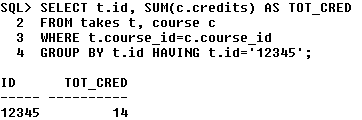 SQL> SELECT t.id, SUM(c.credits) AS TOT_CRED
2 FROM takes t, course c
3 WHERE t.course_id=c.course_id
4 GROUP BY t.id HAVING t.id='12345';
ID TOT_CRED
----- ----------
12345 14